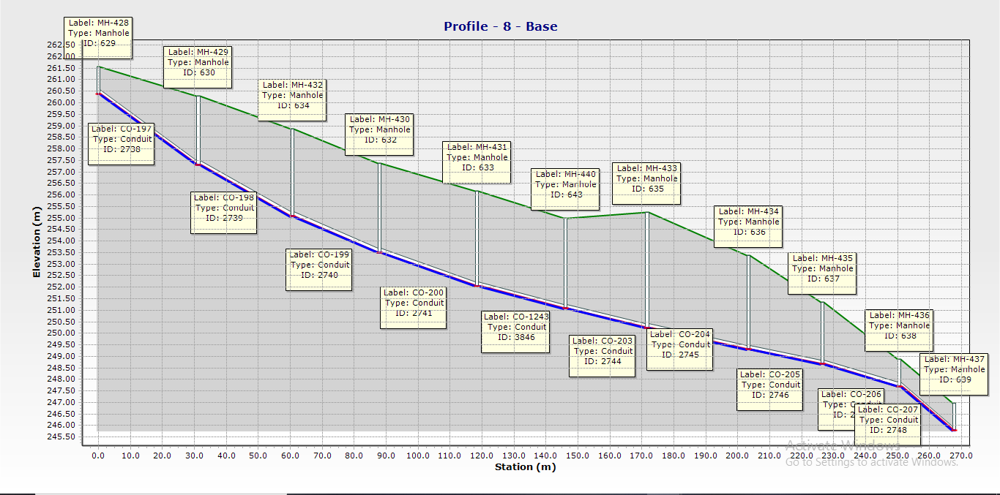 Profile - 8 - Base
Label: MH-428
Type: Manhole
ID: 629
Label: MH-429
Type: Manhole
ID: 630
Label: MH-432
Type: Manhole
ID: 634
Label: MH-430
Type: Manhole
ID: 632
Label: MH-431
Type: Manhole
ID: 633
Label: MH-440
Type: Manhole
ID: 643
Label: MH-433
Type: Manhole
ID: 635
Label: MH-434
Type: Manhole
ID: 636
Label: MH-435
Type: Manhole
ID: 637
Label: MH-436
Type: Manhole
ID: 638
Label: MH-437
Type: Manhole
ID: 639
Label: CO-197
Type: Conduit
ID: 2738
Label: CO-198
Type: Conduit
ID: 2739
Label: CO-199
Type: Conduit
ID: 2740
Label: CO-200
Type: Conduit
ID: 2741
Label: CO-1243
Type: Conduit
ID: 3846
Label: CO-203
Type: Conduit
ID: 2744
Label: CO-204
Type: Conduit
ID: 2745
Label: CO-205
Type: Conduit
ID: 2746
Label: CO-206
Type:
ID:
Label: CO-207
Type: Conduit
ID: 2748
Elevation (m)
262.50
262.00
261.50
261.00
260.50
260.00
259.50
259.00
258.50
258.00
257.50
257.00
256.50
256.00
255.50
255.00
254.50
254.00
253.50
253.00
252.50
252.00
251.50
251.00
250.50
250.00
249.50
249.00
248.50
248.00
247.50
247.00
246.50
246.00
245.50
0.0 10.0 20.0 30.0 40.0 50.0 60.0 70.0 80.0 90.0 100.0 110.0 120.0 130.0 140.0 150.0 160.0 170.0 180.0 190.0 200.0 210.0 220.0 230.0 240.0 250.0 260.0 270.0
Station (m)
Activate Windows
Go to Settings to activate Windows.